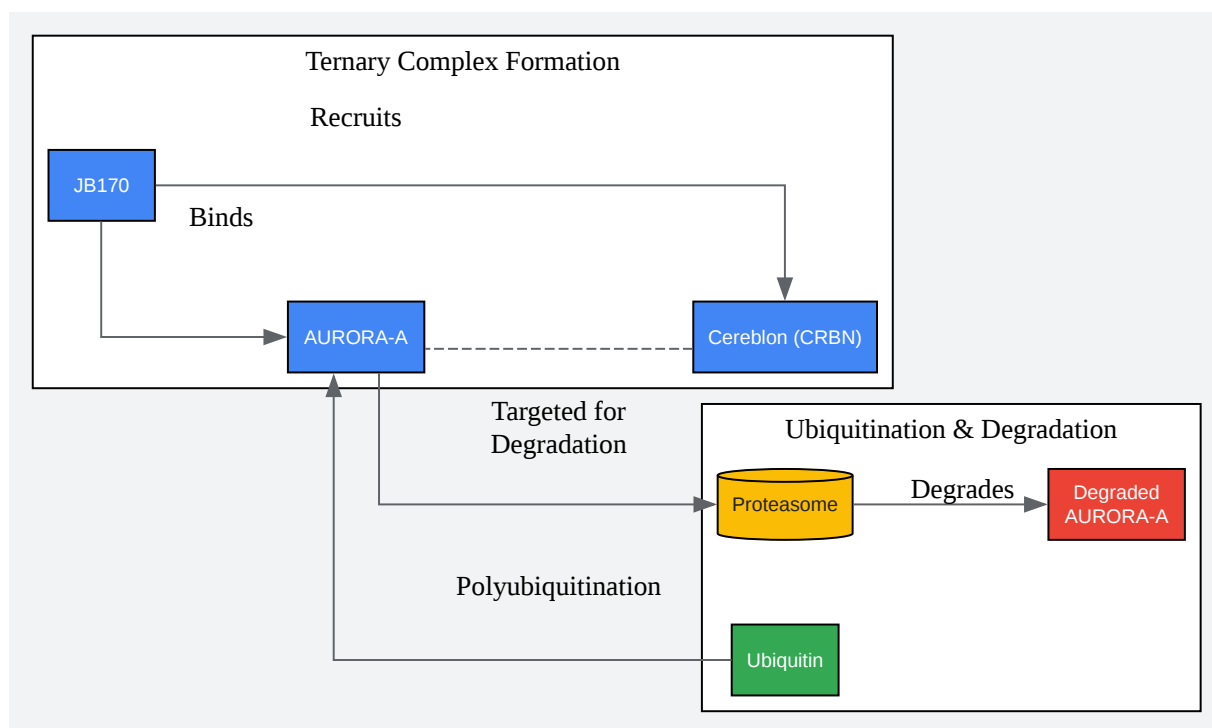 Ternary Complex Formation
Recruits
JB170
Binds
AURORA-A
Cereblon (CRBN)
Targeted for
Degradation
Ubiquitination & Degradation
Proteasome
Degrades
Degraded
AURORA-A
Polyubiquitination
Ubiquitin